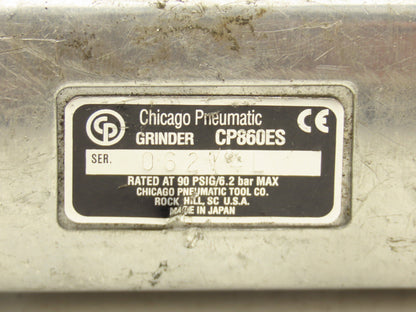 CP Chicago Pneumatic CE
GRINDER CP860ES
SER.
RATED AT 90 PSIG/6.2 bar MAX
CHICAGO PNEUMATIC TOOL CO.
ROCK HILL, SC U.S.A.
MADE IN JAPAN